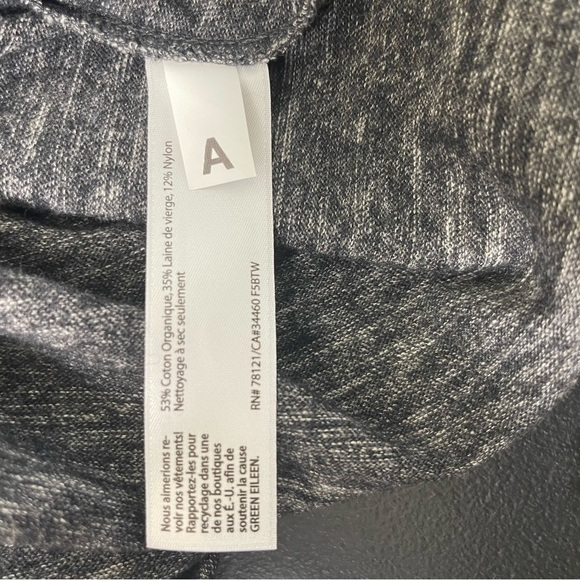 A
53% Coton Organique, 35% Laine de vierge, 12% Nylon
Nettoyage à sec seulement
RN# 78121/CA#34460 F5BTW
Nous aimerions re-
voir nos vêtements!
Rapportez-les pour
recyclage dans une
de nos boutiques
aux É.-U. afin de
soutenir la cause
GREEN EILEEN.